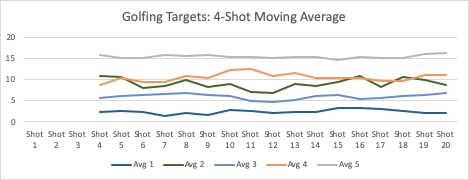 Golfing Targets: 4-Shot Moving Average
20
15
10
5
0
Shot 1 Shot 2 Shot 3 Shot 4 Shot 5 Shot 6 Shot 7 Shot 8 Shot 9 Shot 10 Shot 11 Shot 12 Shot 13 Shot 14 Shot 15 Shot 16 Shot 17 Shot 18 Shot 19 Shot 20
Avg 1 Avg 2 Avg 3 Avg 4 Avg 5